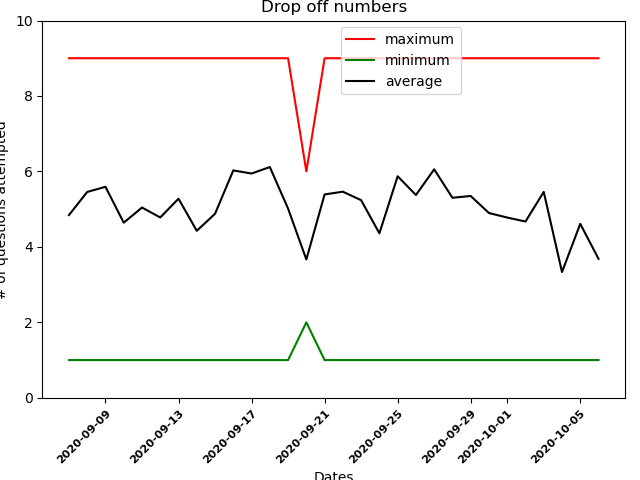 Drop off numbers
maximum
minimum
average
# of questions attempted
10
8
6
4
2
0
2020-09-09
2020-09-13
2020-09-17
2020-09-21
2020-09-25
2020-09-29
2020-10-01
2020-10-05
Dates